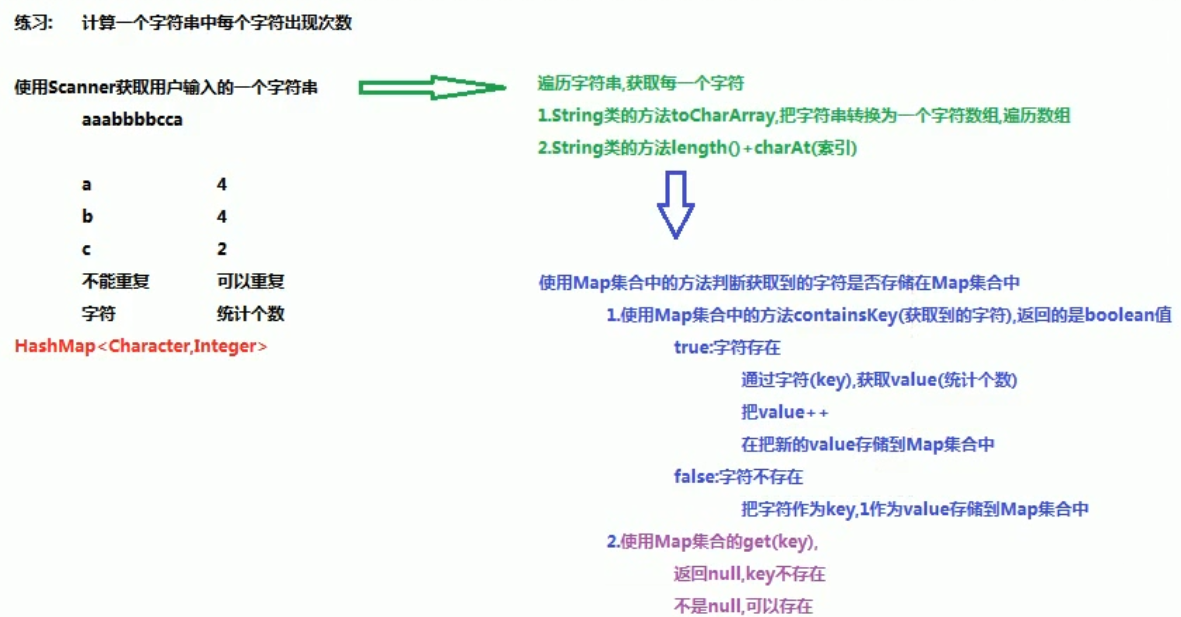 练习: 计算一个字符串中每个字符出现次数
使用Scanner获取用户输入的一个字符串
aaabbbbcca
a 4
b 4
c 2
不能重复 可以重复
字符 统计个数
HashMap<Character,Integer>
遍历字符串,获取每一个字符
1.String类的方法toCharArray,把字符串转换为一个字符数组,遍历数组
2.String类的方法length()+charAt(索引)
使用Map集合中的方法判断获取到的字符是否存储在Map集合中
1.使用Map集合中的方法containsKey(获取到的字符),返回的是boolean值
true:字符存在
通过字符(key),获取value(统计个数)
把value++
在把新的value存储到Map集合中
false:字符不存在
把字符作为key,1作为value存储到Map集合中
2.使用Map集合的get(key),
返回null,key不存在
不是null,可以存在